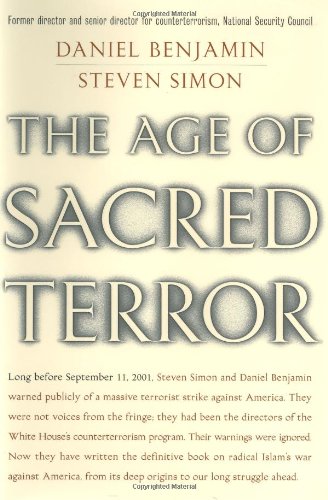 Former director and senior director for counterterrorism, National Security Council
DANIEL BENJAMIN
STEVEN SIMON
THE AGE OF
SACRED
TERROR
Long before September 11, 2001, Steven Simon and Daniel Benjamin
warned publicly of a massive terrorist strike against America. They
were not voices from the fringe; they had been the directors of the
White House's counterterrorism program. Their warnings were ignored.
Now they have written the definitive book on radical Islam's war
against America, from its deep origins to our long struggle ahead.